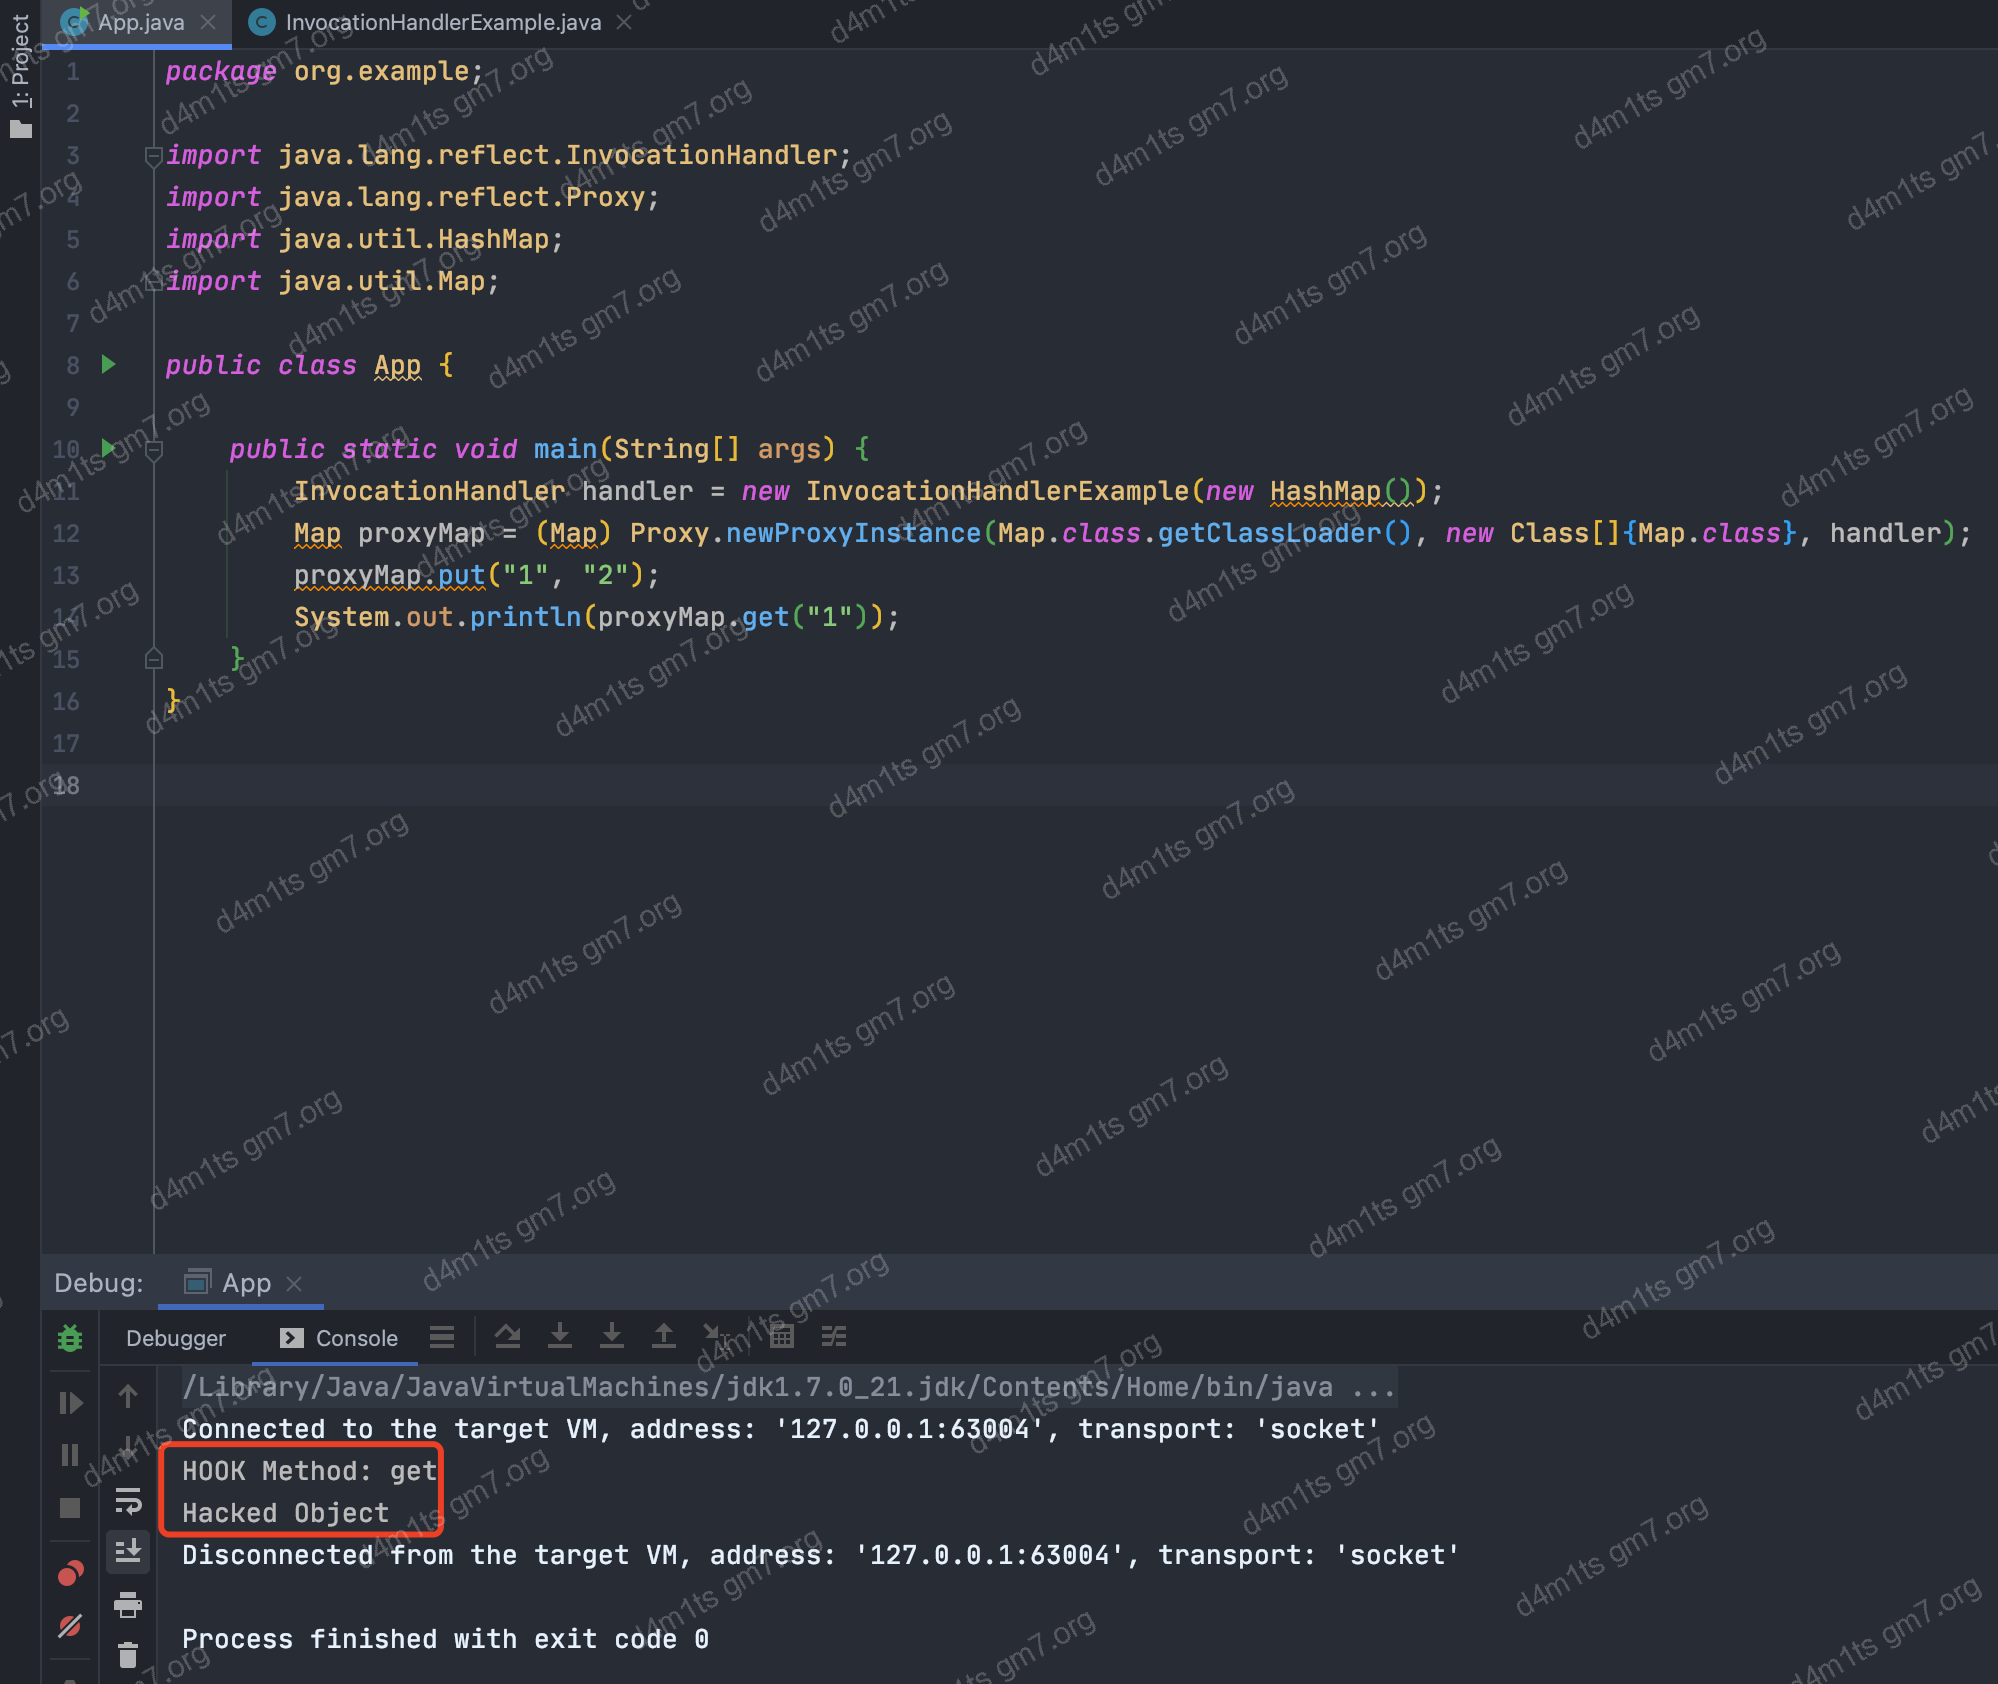 App.java
InvocationHandlerExample.java
1: Project
1 package org.example;
2
3 import java.lang.reflect.InvocationHandler;
4 import java.lang.reflect.Proxy;
5 import java.util.HashMap;
6 import java.util.Map;
7
8 public class App {
9
10 public static void main(String[] args) {
11 InvocationHandler handler = new InvocationHandlerExample(new HashMap());
12 Map proxyMap = (Map) Proxy.newProxyInstance(Map.class.getClassLoader(), new Class[]{Map.class}, handler);
13 proxyMap.put("1", "2");
14 System.out.println(proxyMap.get("1"));
15 }
16 }
17
18
Debug: App
Debugger Console
/Library/Java/JavaVirtualMachines/jdk1.7.0_21.jdk/Contents/Home/bin/java ...
Connected to the target VM, address: '127.0.0.1:63004', transport: 'socket'
HOOK Method: get
Hacked Object
Disconnected from the target VM, address: '127.0.0.1:63004', transport: 'socket'
Process finished with exit code 0
d4m1ts gm7.org